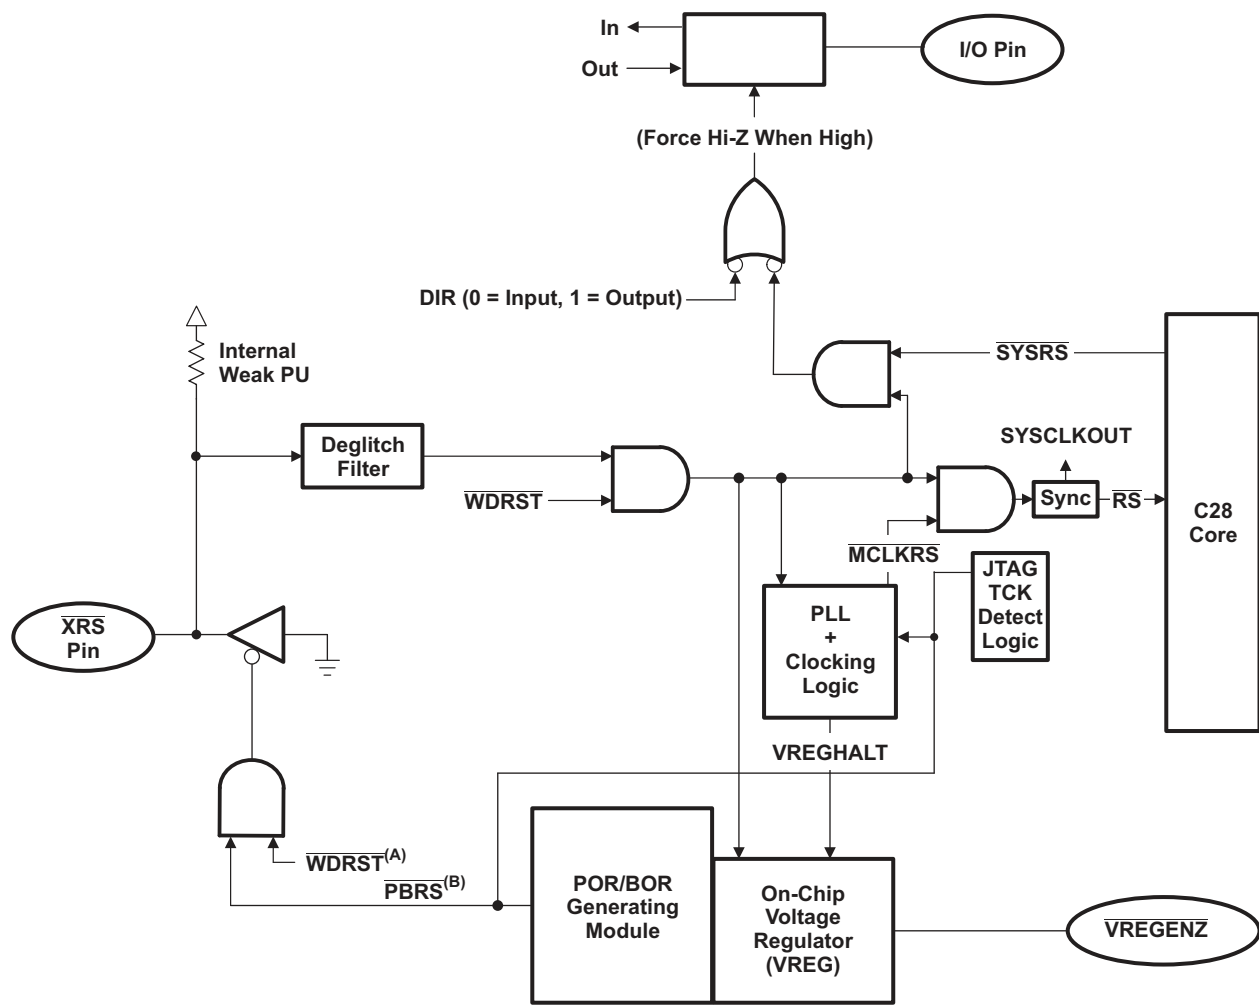 In
Out
I/O Pin
(Force Hi-Z When High)
DIR (0 = Input, 1 = Output)
Internal
Weak PU
SYSRS
Deglitch
Filter
WDRST
SYSCLKOUT
Sync
RS
C28
Core
MCLKRS
JTAG
TCK
Detect
Logic
PLL
+
Clocking
Logic
XRS
Pin
VREGHALT
WDRST(A)
PBRS(B)
POR/BOR
Generating
Module
On-Chip
Voltage
Regulator
(VREG)
VREGENZ